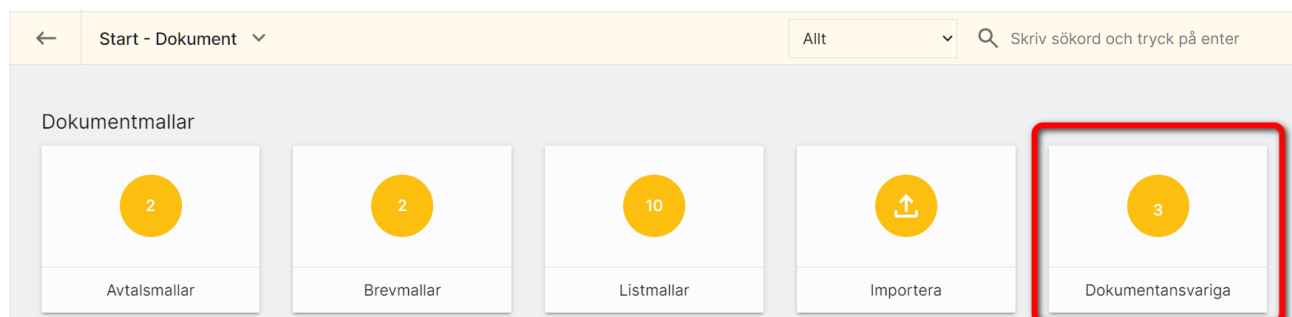 Start - Dokument
Allt
Skriv sökord och tryck på enter
Dokumentmallar
2
2
10
3
Avtalsmallar
Brevmallar
Listmallar
Importera
Dokumentansvariga